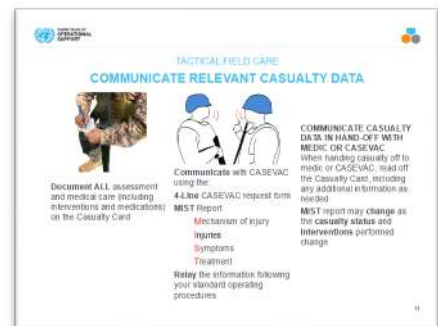 DEPARTMENT OF
OPERATIONAL
SUPPORT
TACTICAL FIELD CARE
COMMUNICATE RELEVANT CASUALTY DATA
Document ALL assessment
and medical care (including
interventions and medications)
on the Casualty Card
Communicate with CASEVAC
using the:
4-Line CASEVAC request form
MIST Report
Mechanism of injury
Injuries
Symptoms
Treatment
Relay the information following
your standard operating
procedures
COMMUNICATE CASUALTY
DATA IN HAND-OFF WITH
MEDIC OR CASEVAC
When handing casualty off to
medic or CASEVAC, read off
the Casualty Card, including
any additional information as
needed
MIST report may change as
the casualty status and
interventions performed
change